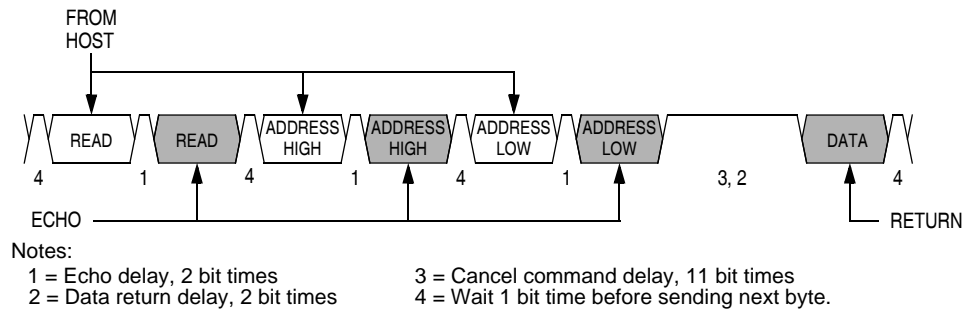 FROM
HOST
READ READ ADDRESS HIGH ADDRESS HIGH ADDRESS LOW ADDRESS LOW DATA
4 1 4 1 4 1 3, 2 4
ECHO RETURN
Notes:
1 = Echo delay, 2 bit times 3 = Cancel command delay, 11 bit times
2 = Data return delay, 2 bit times 4 = Wait 1 bit time before sending next byte.